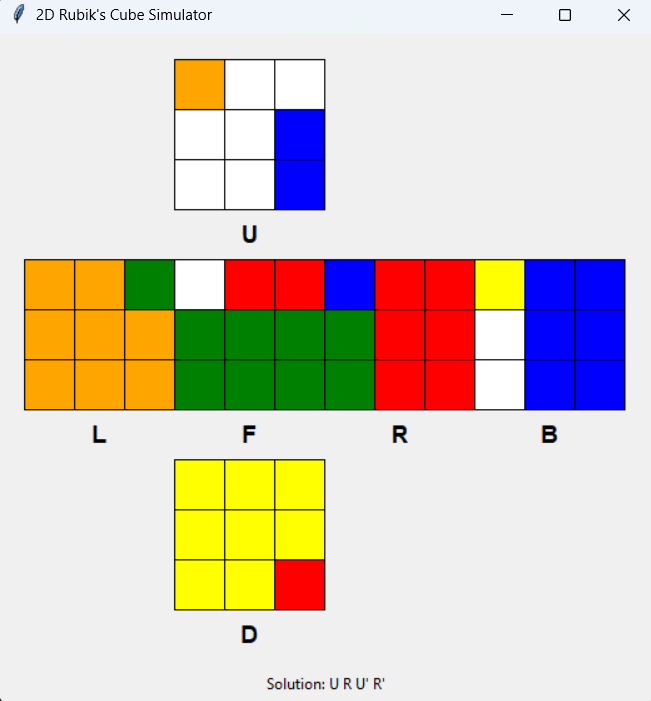 2D Rubik's Cube Simulator
U
L F R B
D
Solution: U R U' R'